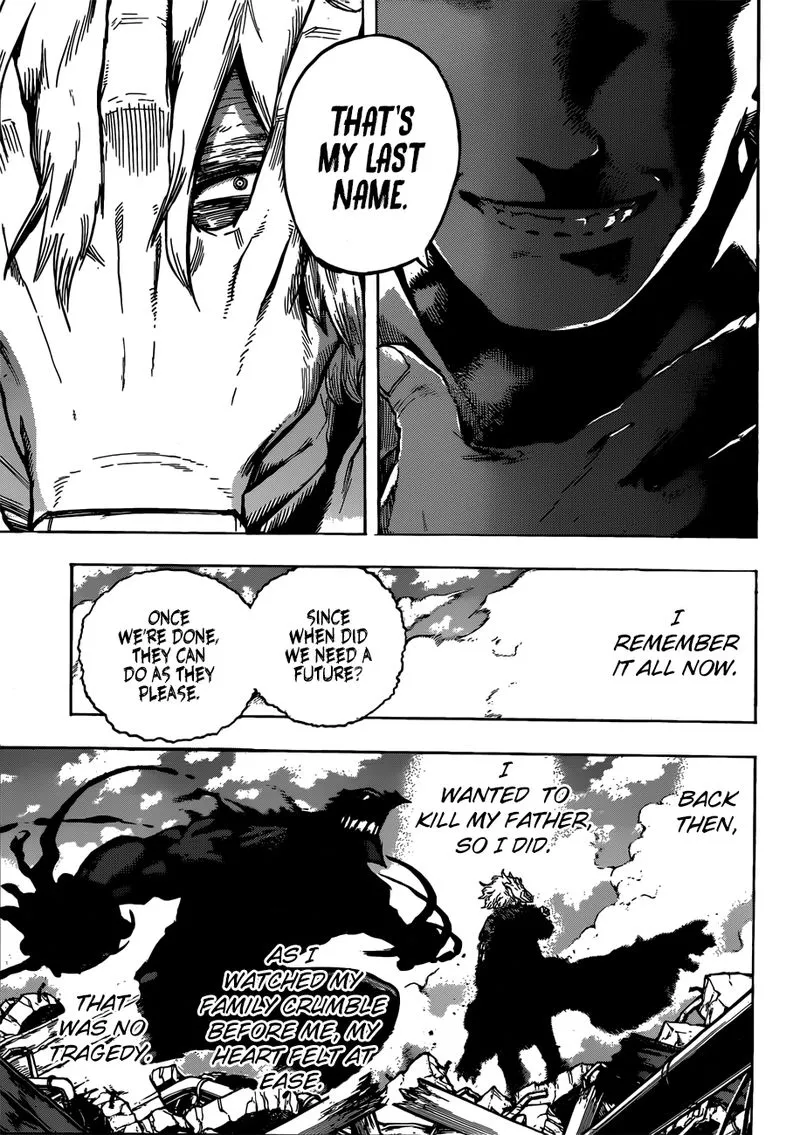 THAT'S
MY LAST
NAME.
I
REMEMBER
IT ALL NOW.
SINCE
WHEN DID
WE NEED A
FUTURE?
ONCE
WE'RE DONE,
THEY CAN
DO AS THEY
PLEASE.
BACK
THEN,
I
WANTED TO
KILL MY FATHER,
SO I DID.
AS I
WATCHED MY
FAMILY CRUMBLE
BEFORE ME, MY
HEART FELT AT
EASE.
THAT
WAS NO
TRAGEDY.